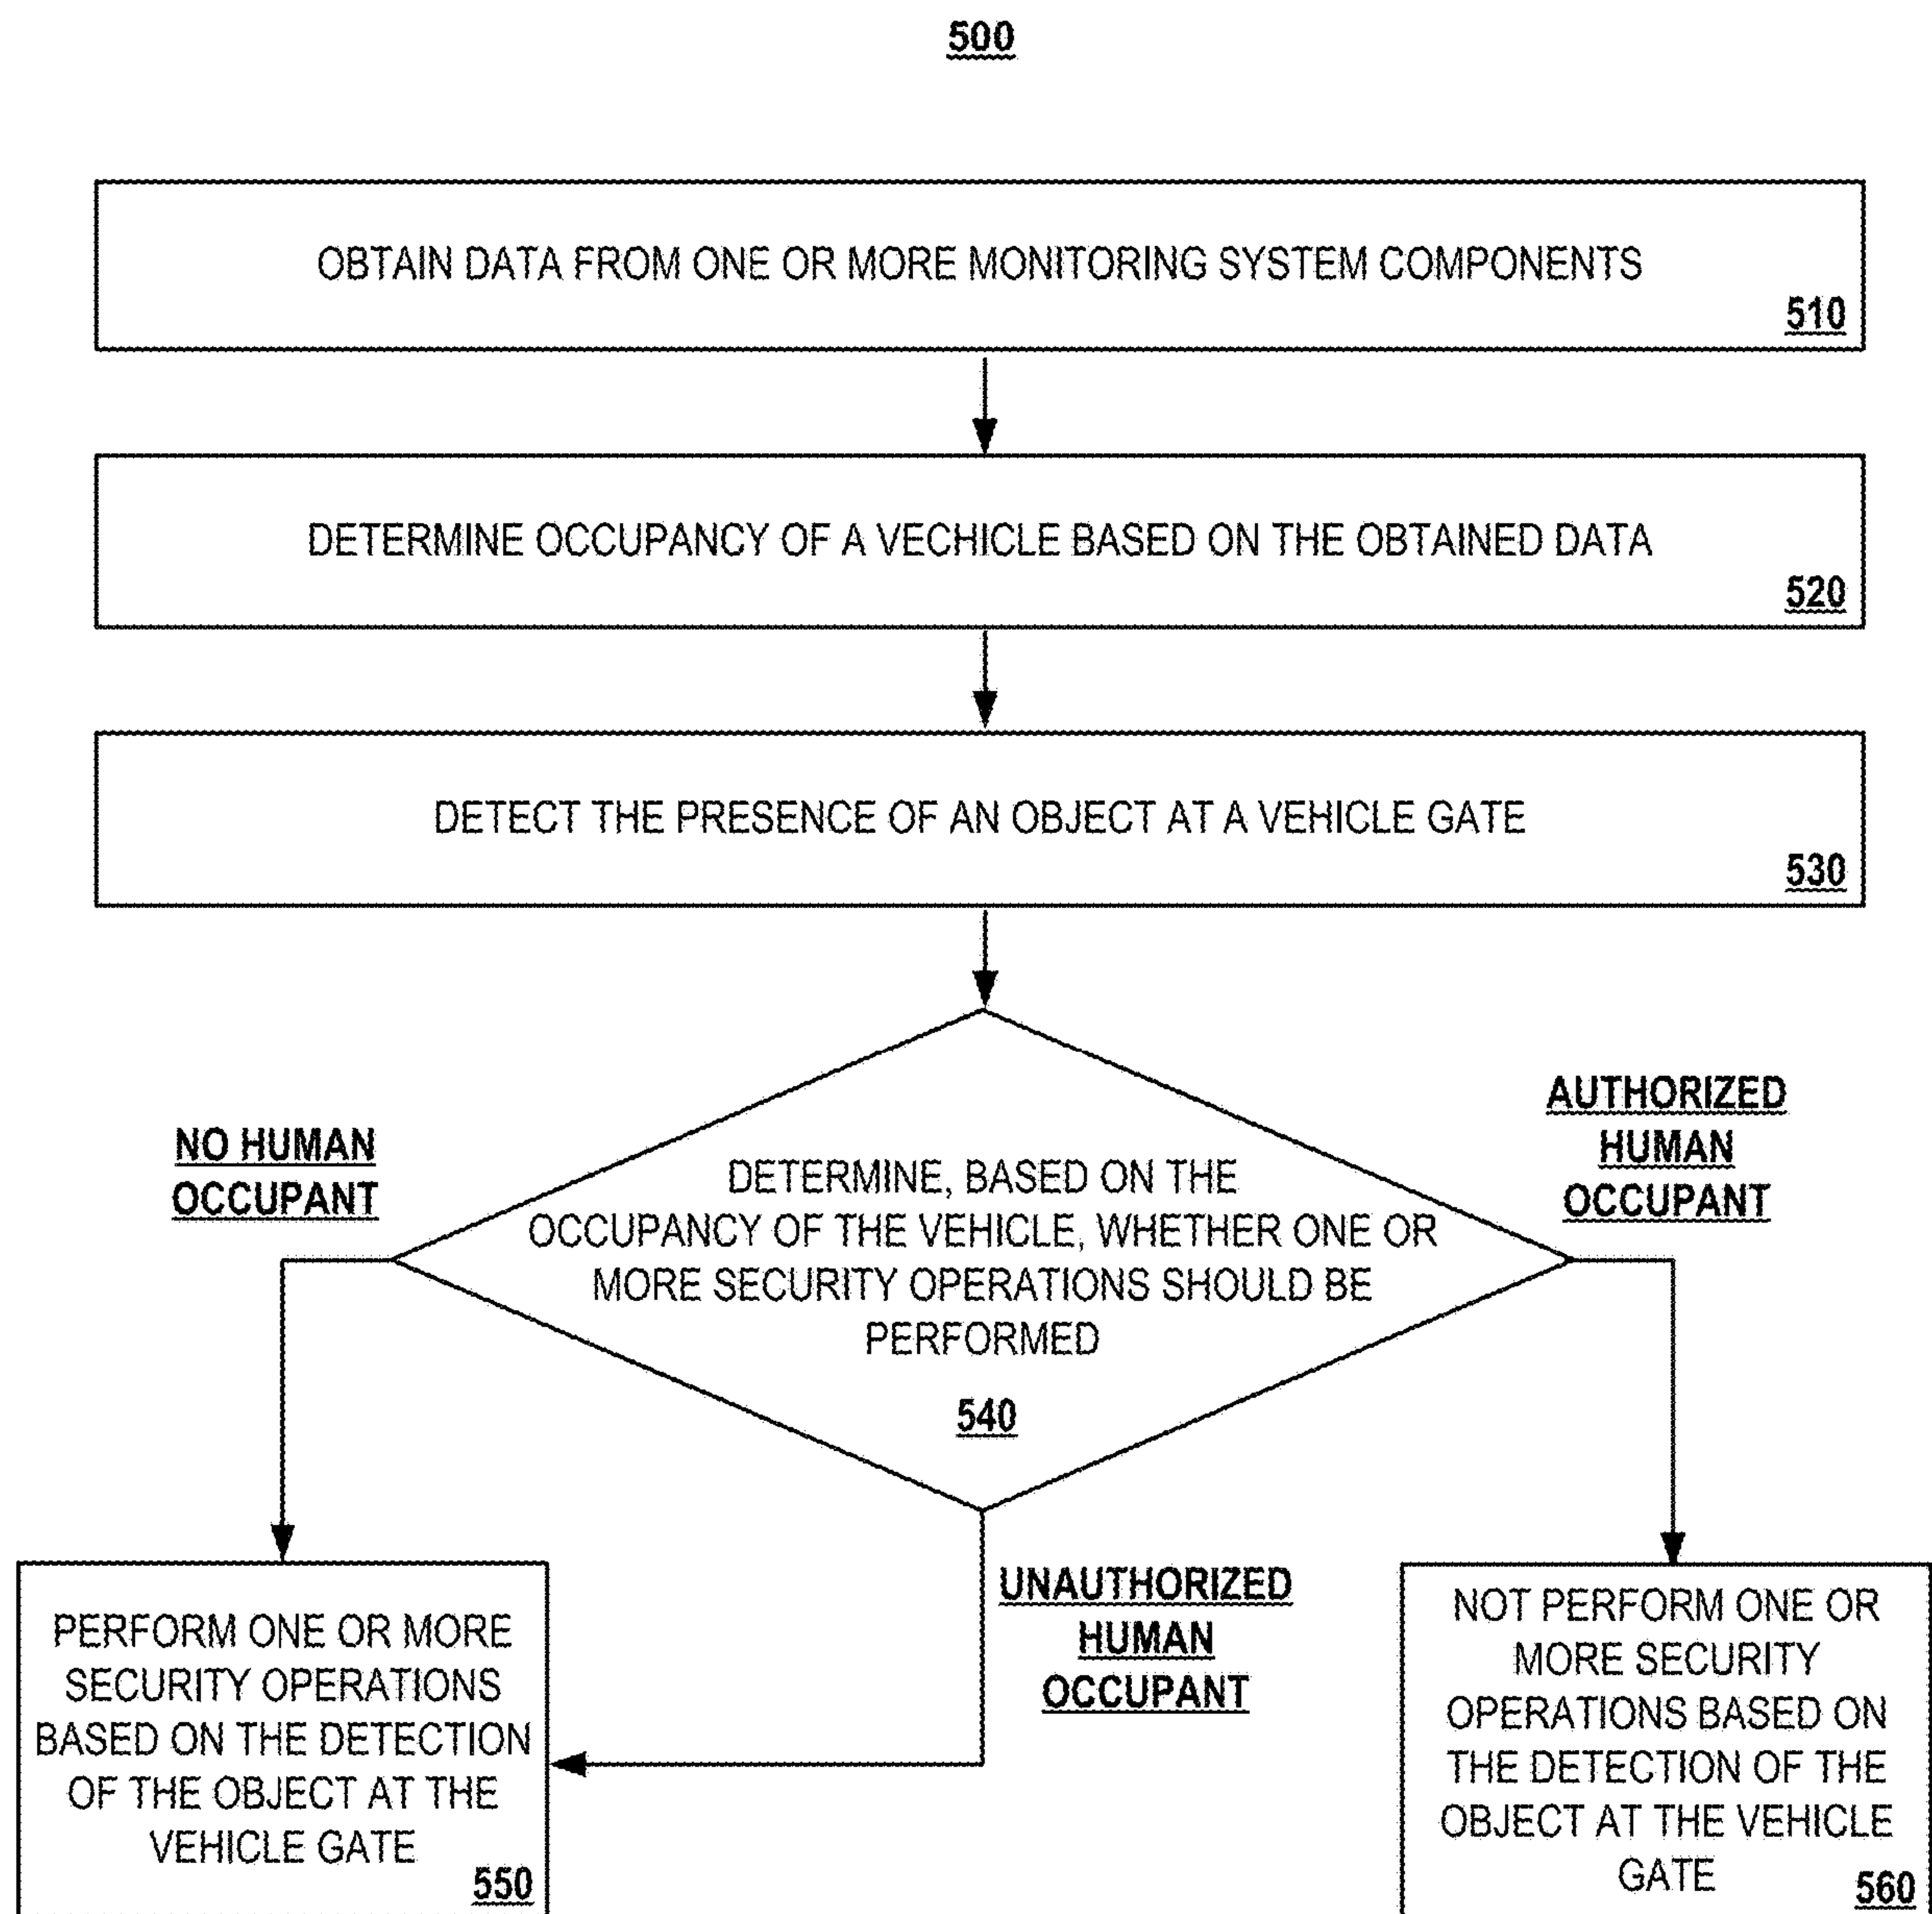 500
OBTAIN DATA FROM ONE OR MORE MONITORING SYSTEM COMPONENTS
510
DETERMINE OCCUPANCY OF A VECHICLE BASED ON THE OBTAINED DATA
520
DETECT THE PRESENCE OF AN OBJECT AT A VEHICLE GATE
530
NO HUMAN
OCCUPANT
DETERMINE, BASED ON THE
OCCUPANCY OF THE VEHICLE, WHETHER ONE OR
MORE SECURITY OPERATIONS SHOULD BE
PERFORMED
540
AUTHORIZED
HUMAN
OCCUPANT
PERFORM ONE OR MORE
SECURITY OPERATIONS
BASED ON THE DETECTION
OF THE OBJECT AT THE
VEHICLE GATE
550
UNAUTHORIZED
HUMAN
OCCUPANT
NOT PERFORM ONE OR
MORE SECURITY
OPERATIONS BASED ON
THE DETECTION OF THE
OBJECT AT THE VEHICLE
GATE
560